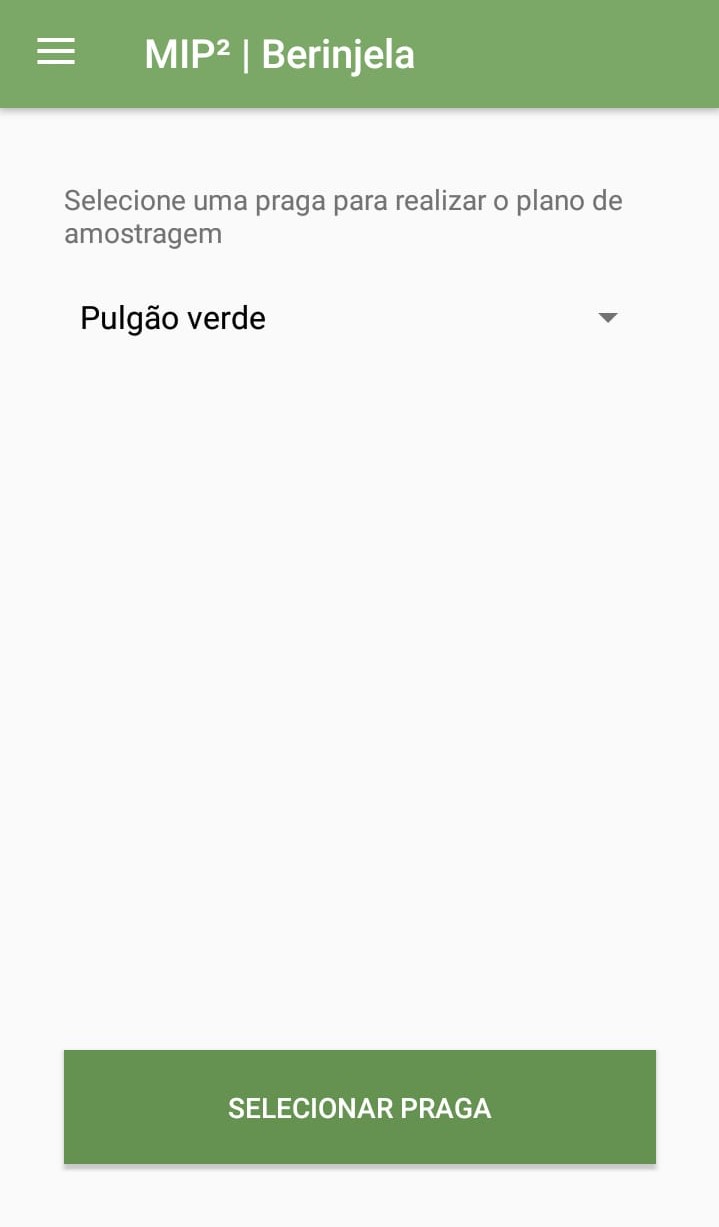 MIP² | Berinjela
Selecione uma praga para realizar o plano de
amostragem
Pulgão verde
SELECIONAR PRAGA